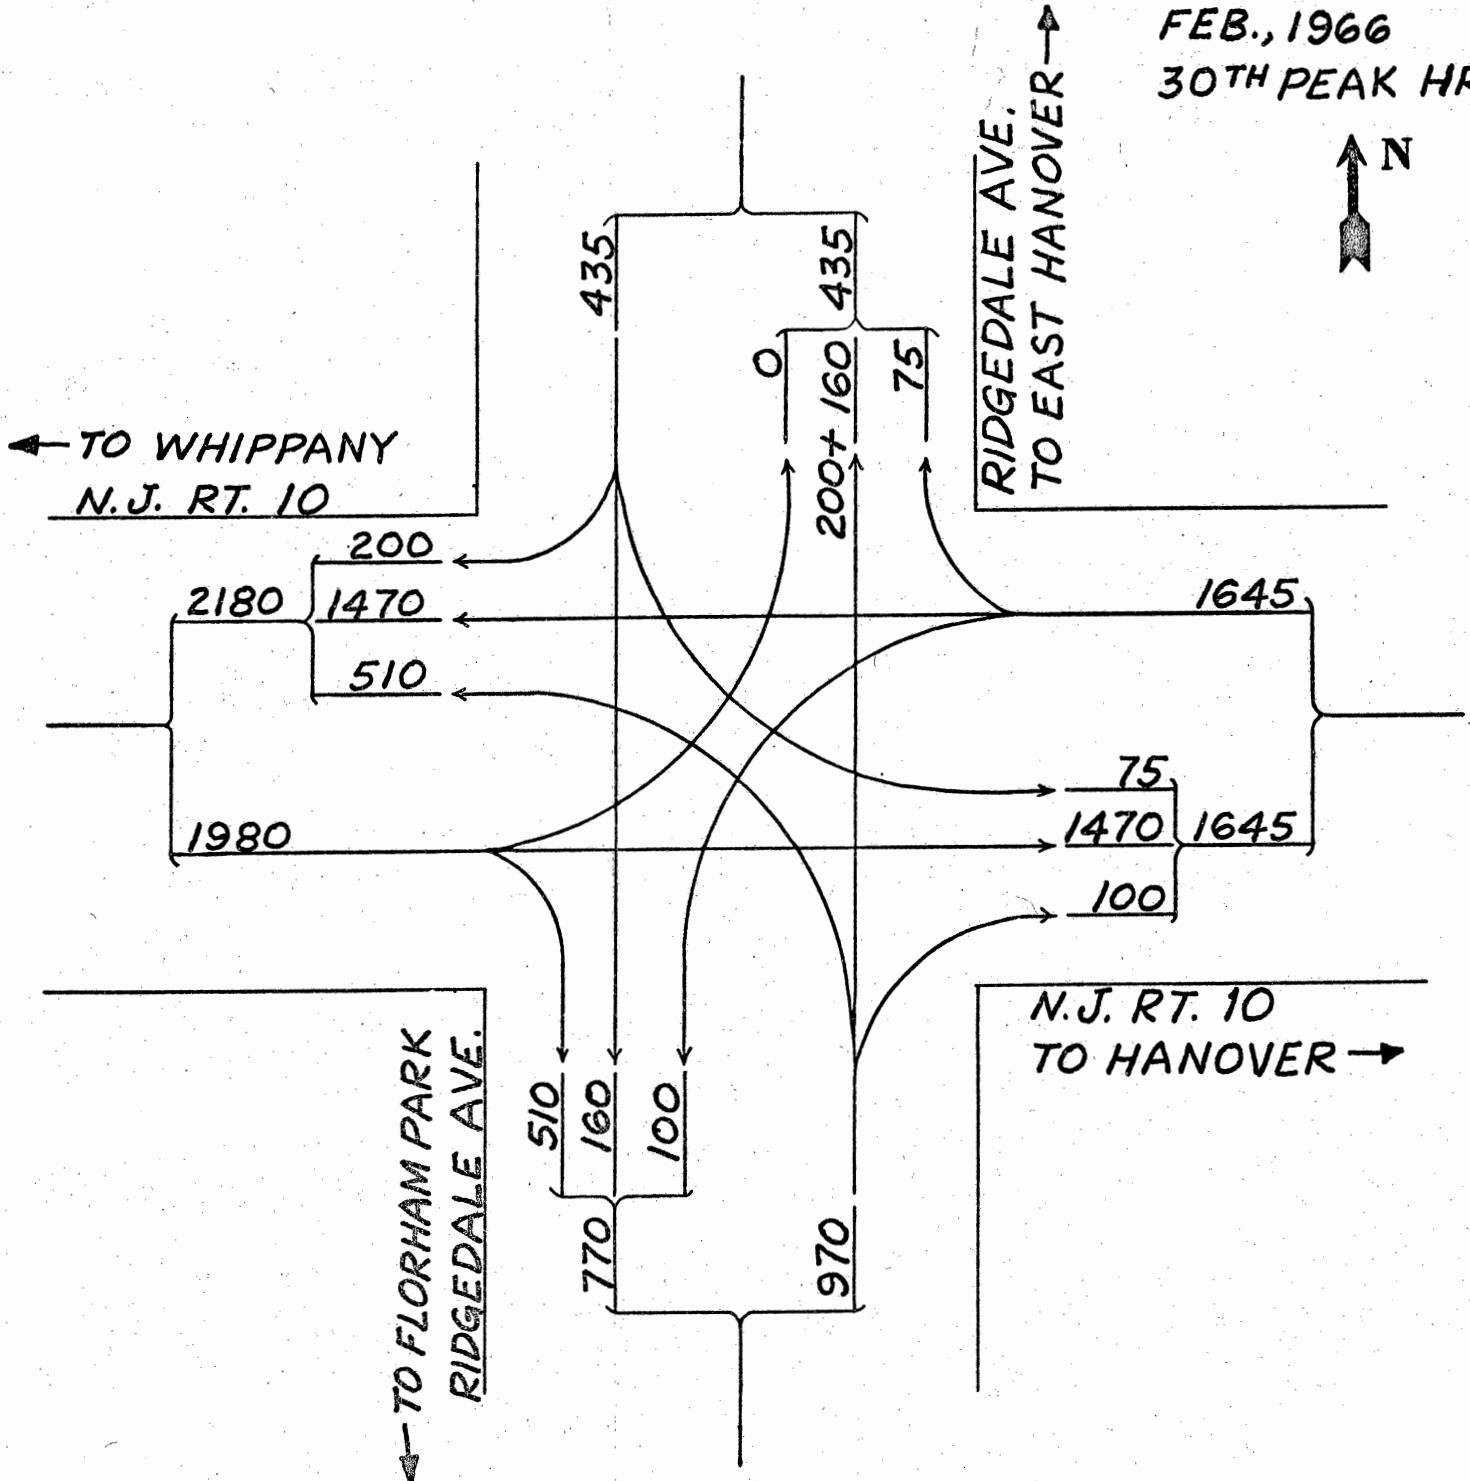 FEB., 1966
30TH PEAK HR
N
RIDGEDALE AVE.
TO EAST HANOVER
435
435
0
200+160
75
TO WHIPPANY
N.J. RT. 10
200
2180
1470
510
1645
1980
75
1470
1645
100
N.J. RT. 10
TO HANOVER
TO FLORHAM PARK
RIDGEDALE AVE.
510
160
100
770
970